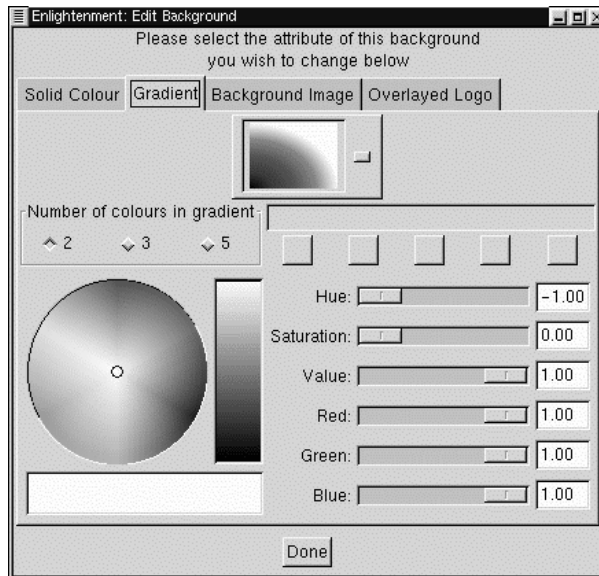 Enlightenment: Edit Background
Please select the attribute of this background
you wish to change below
Solid Colour Gradient Background Image Overlayed Logo
Number of colours in gradient
2 3 5
Hue: -1.00
Saturation: 0.00
Value: 1.00
Red: 1.00
Green: 1.00
Blue: 1.00
Done